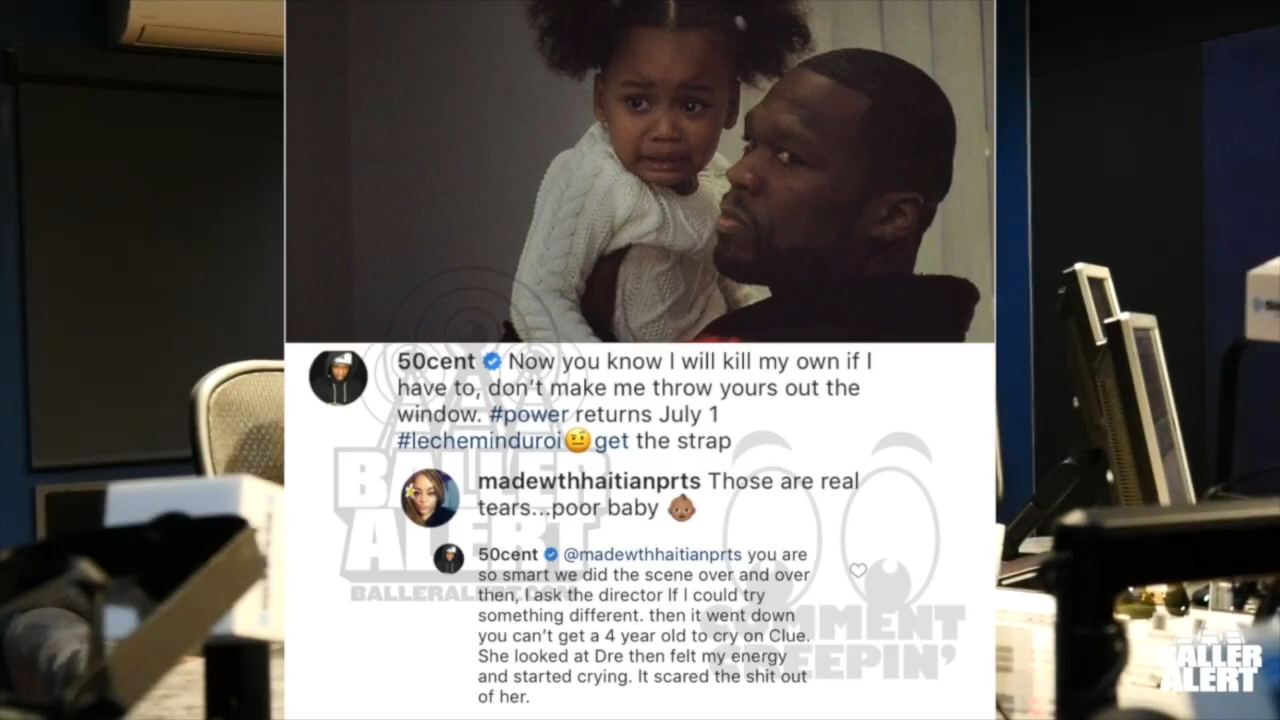 50cent Now you know I will kill my own if I
have to, don't make me throw yours out the
window. #power returns July 1
#lecheminduroi🤨get the strap
madewthhaitianprts Those are real
tears...poor baby 👶🏾
50cent @madewthhaitianprts you are
so smart we did the scene over and over
then, I ask the director If I could try
something different. then it went down
you can't get a 4 year old to cry on Clue.
She looked at Dre then felt my energy
and started crying. It scared the shit out
of her.
BALLER
ALERT
BALLERALERT.COM
COMMENT
CREEPIN'
BALLER
ALERT